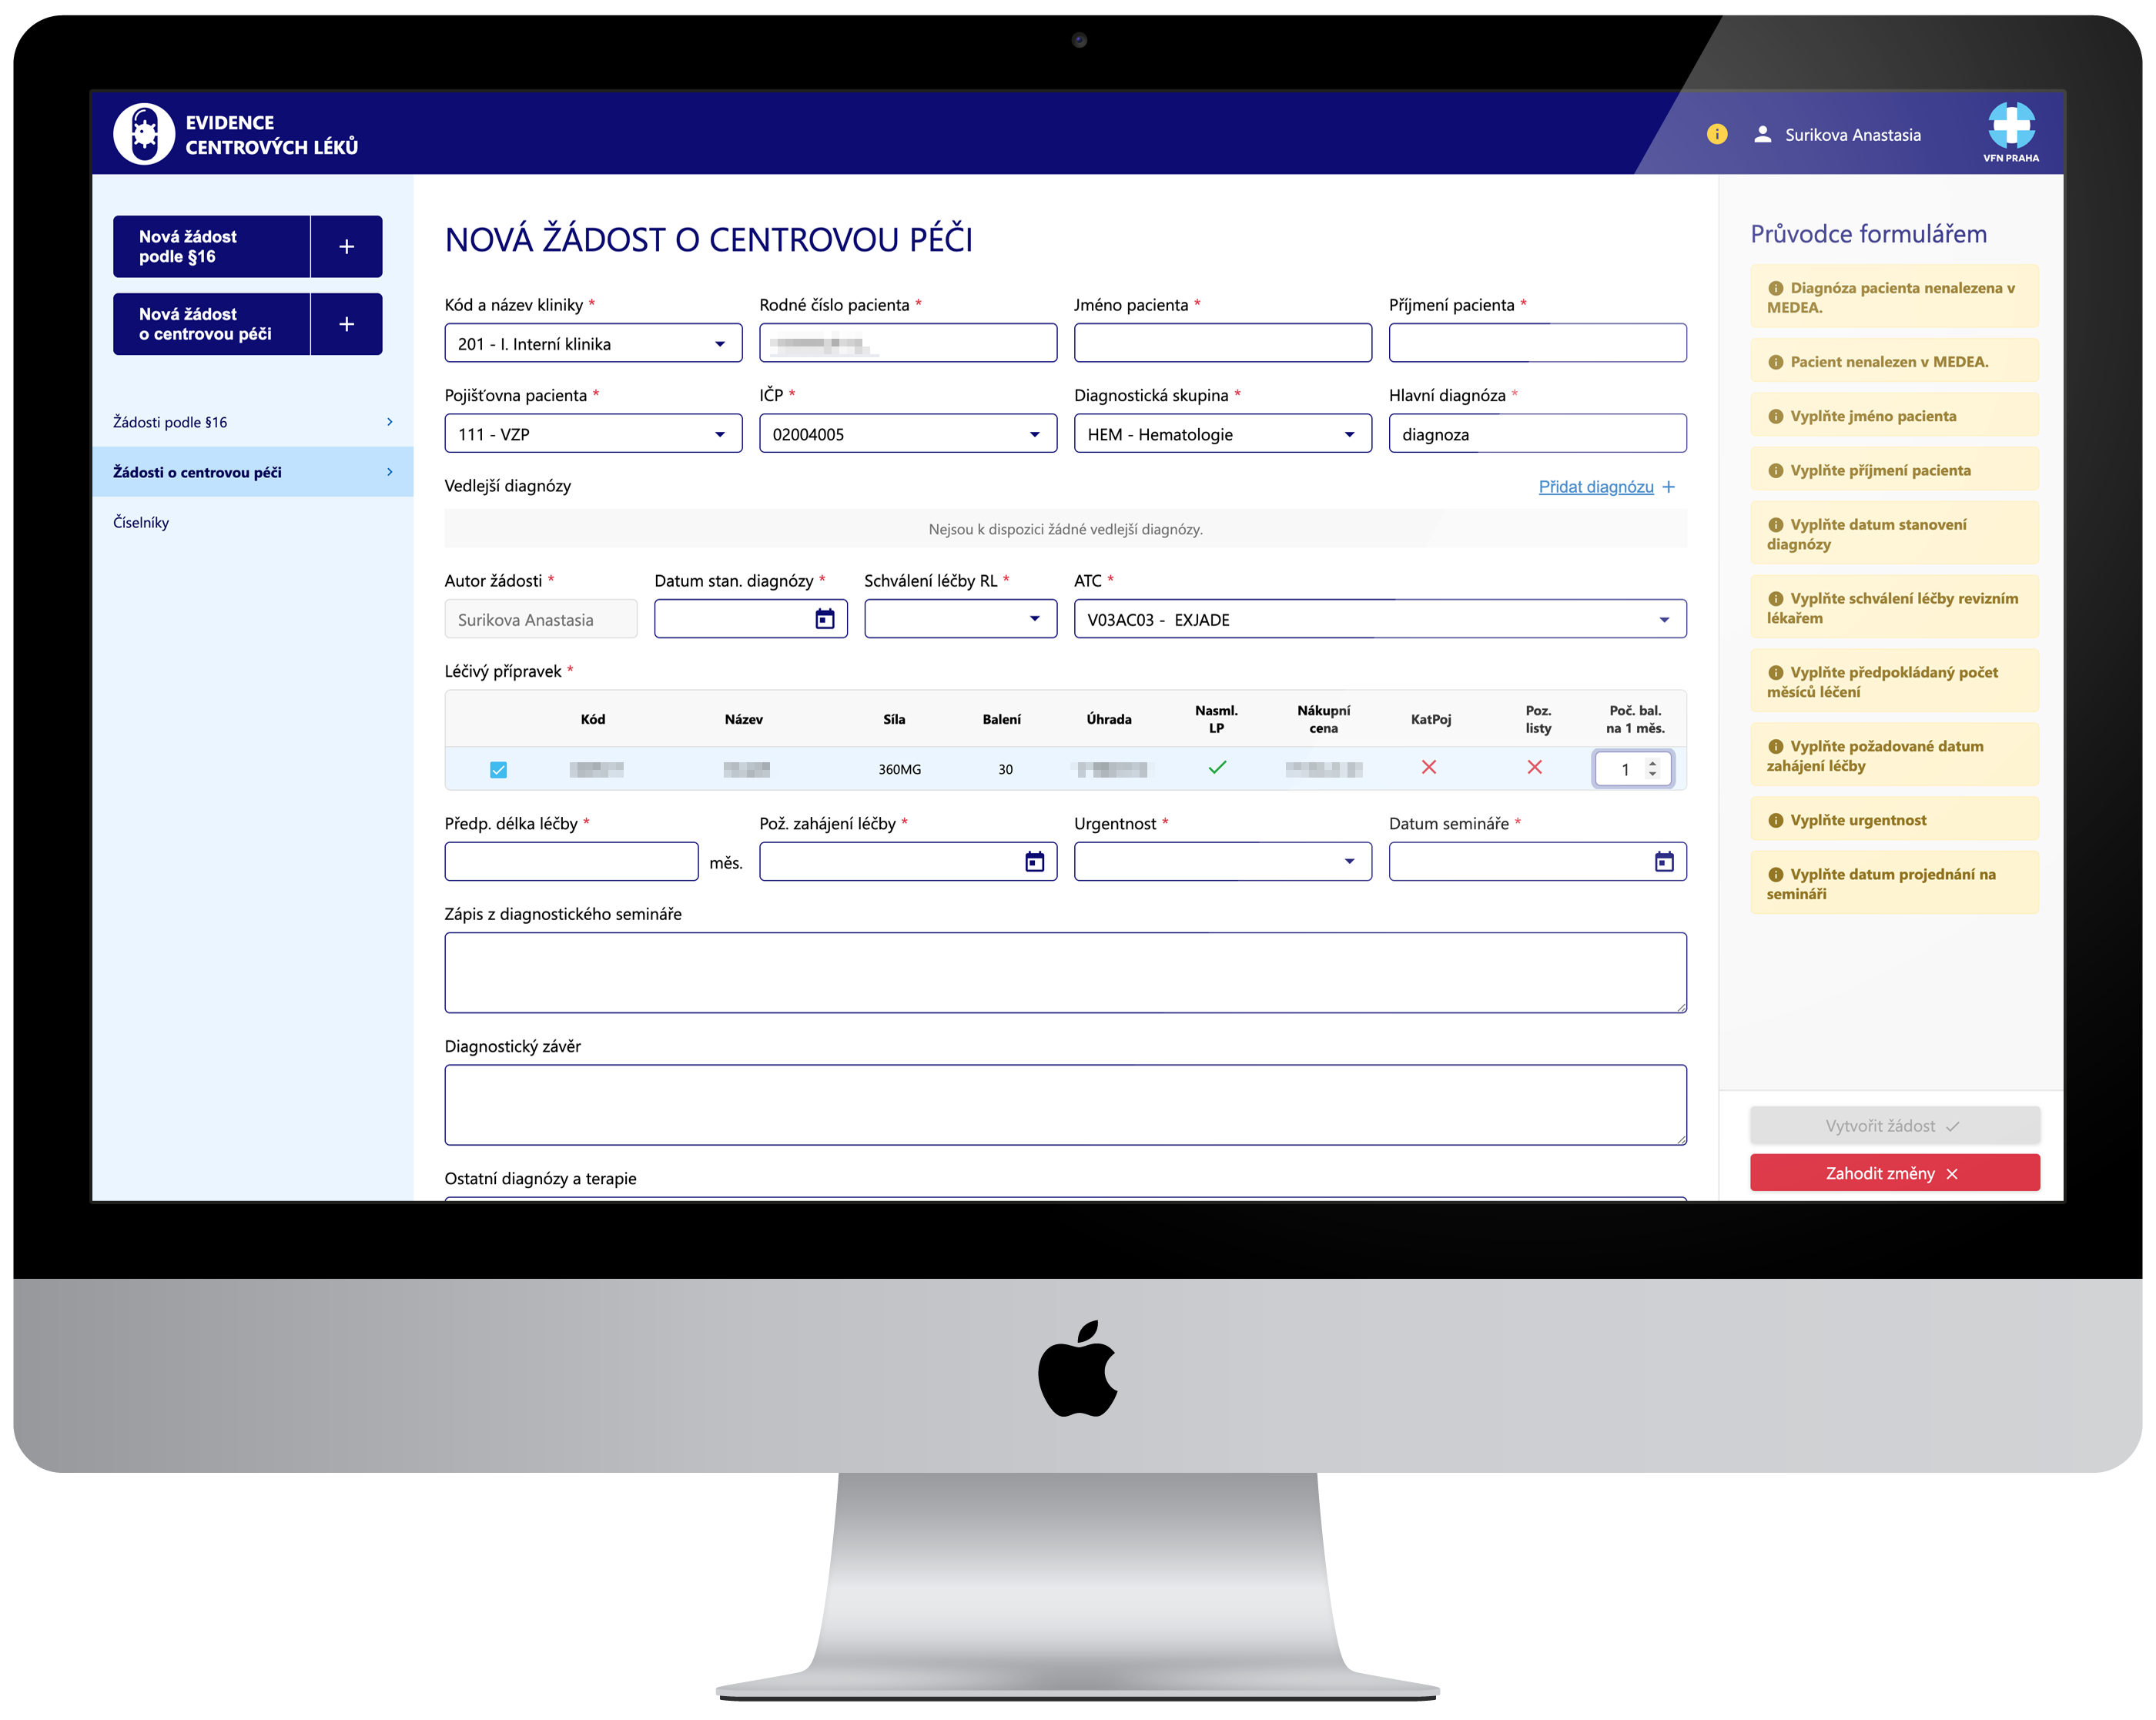 EVIDENCE
CENTROVÝCH LÉKŮ
Surikova Anastasia
VFN PRAHA
Nová žádost
podle §16
Nová žádost
o centrovou péči
Žádosti podle §16
Žádosti o centrovou péči
Číselníky
NOVÁ ŽÁDOST O CENTROVOU PÉČI
Kód a název kliniky *
Rodné číslo pacienta *
Jméno pacienta *
Příjmení pacienta *
201 - I. Interní klinika
Pojišťovna pacienta *
IČP *
Diagnostická skupina *
Hlavní diagnóza *
111 - VZP
02004005
HEM - Hematologie
diagnoza
Vedlejší diagnózy
Přidat diagnózu +
Nejsou k dispozici žádné vedlejší diagnózy.
Autor žádosti *
Datum stan. diagnózy *
Schválení léčby RL *
ATC *
Surikova Anastasia
V03AC03 - EXJADE
Léčivý přípravek *
Kód
Název
Síla
Balení
Úhrada
Nasml.
LP
Nákupní
cena
KatPoj
Poz.
listy
Poč. bal.
na 1 měs.
360MG
30
1
Předp. délka léčby *
Pož. zahájení léčby *
Urgentnost *
Datum semináře *
měs.
Zápis z diagnostického semináře
Diagnostický závěr
Ostatní diagnózy a terapie
Průvodce formulářem
Diagnóza pacienta nenalezena v
MEDEA.
Pacient nenalezen v MEDEA.
Vyplňte jméno pacienta
Vyplňte příjmení pacienta
Vyplňte datum stanovení
diagnózy
Vyplňte schválení léčby revizním
lékařem
Vyplňte předpokládaný počet
měsíců léčení
Vyplňte požadované datum
zahájení léčby
Vyplňte urgentnost
Vyplňte datum projednání na
semináři
Vytvořit žádost
Zahodit změny